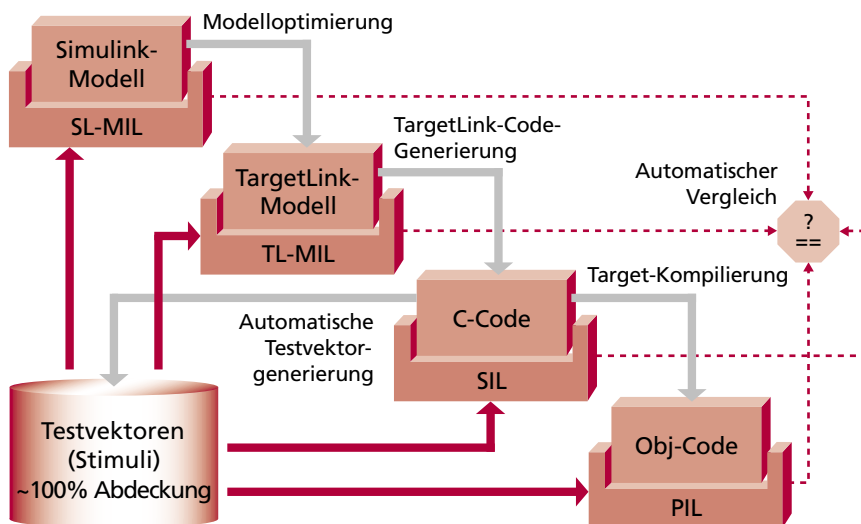 Modelloptimierung
Simulink-
Modell
SL-MIL
TargetLink-Code-
Generierung
TargetLink-
Modell
TL-MIL
Automatischer
Vergleich
?
==
Target-Kompilierung
C-Code
SIL
Automatische
Testvektor-
generierung
Testvektoren
(Stimuli)
~100% Abdeckung
Obj-Code
PIL